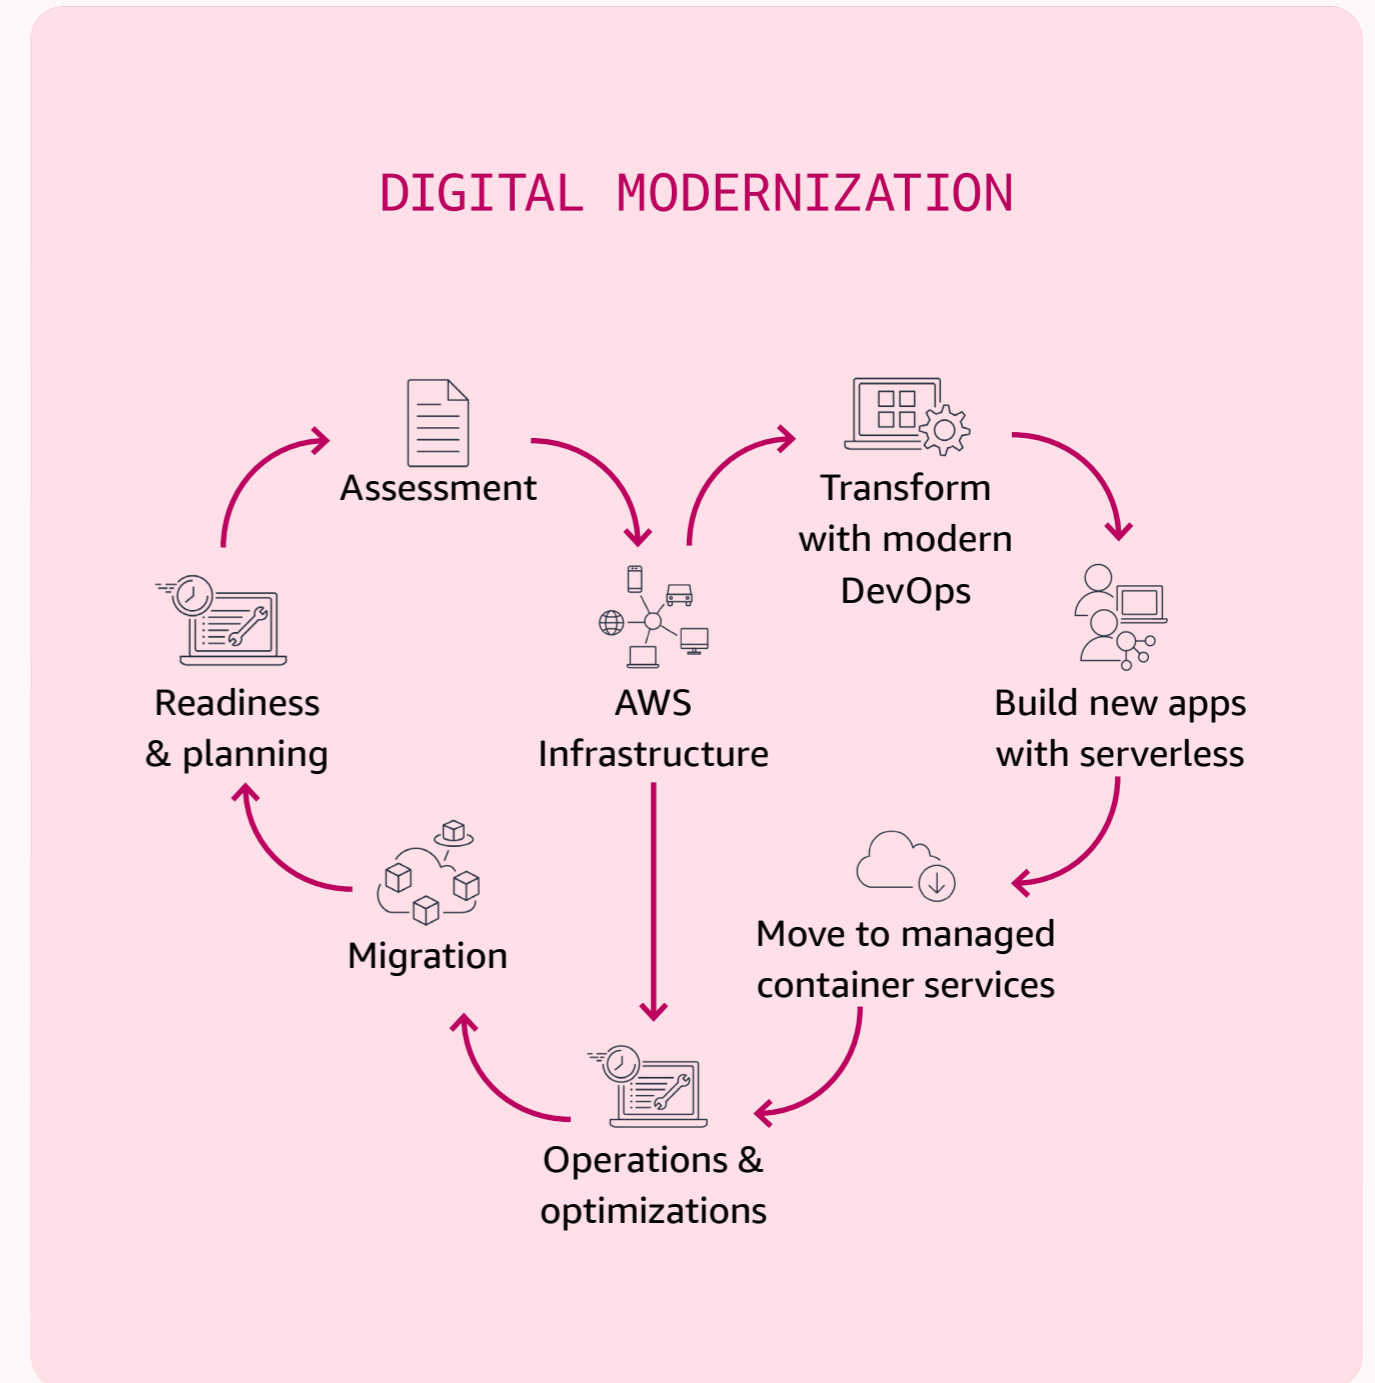 DIGITAL MODERNIZATION
Assessment
Transform
with modern
DevOps
Readiness
& planning
AWS
Infrastructure
Build new apps
with serverless
Migration
Move to managed
container services
Operations &
optimizations